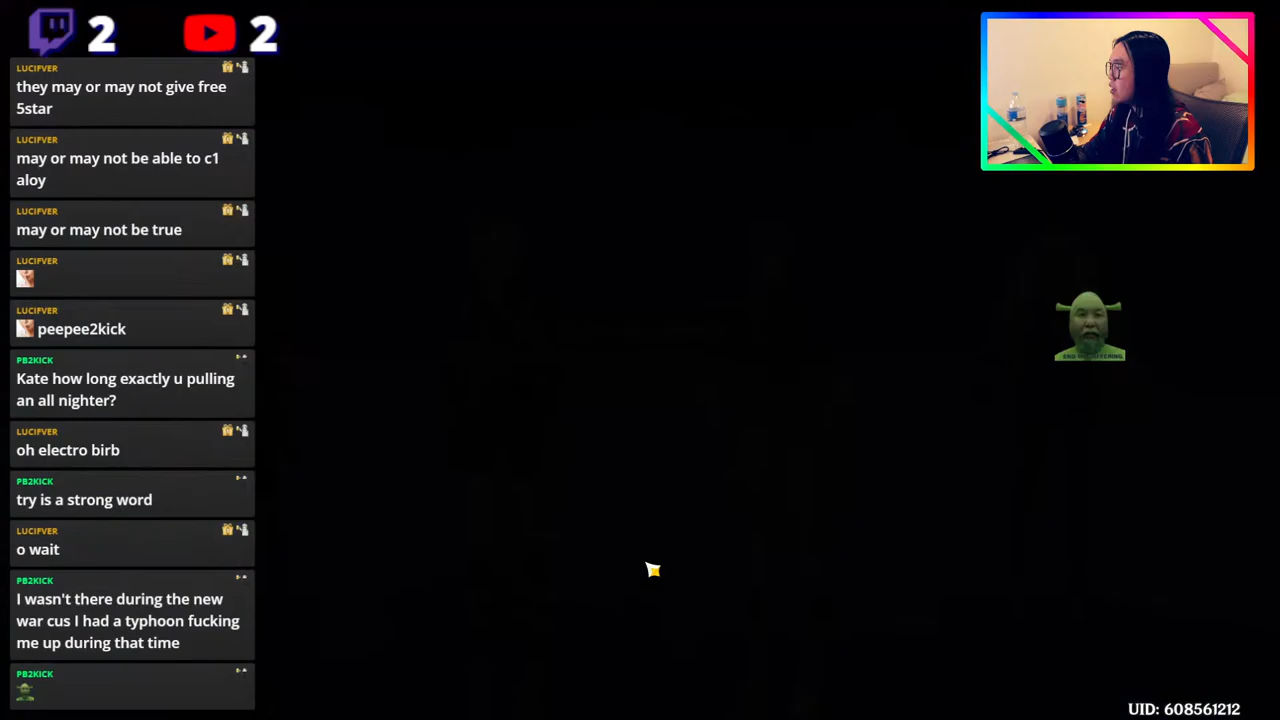 2
2
LUCIFVER
they may or may not give free
5star
LUCIFVER
may or may not be able to c1
aloy
LUCIFVER
may or may not be true
LUCIFVER
LUCIFVER
peepee2kick
PB2KICK
Kate how long exactly u pulling
an all nighter?
LUCIFVER
oh electro birb
PB2KICK
try is a strong word
LUCIFVER
o wait
PB2KICK
I wasn't there during the new
war cus I had a typhoon fucking
me up during that time
PB2KICK
UID: 608561212